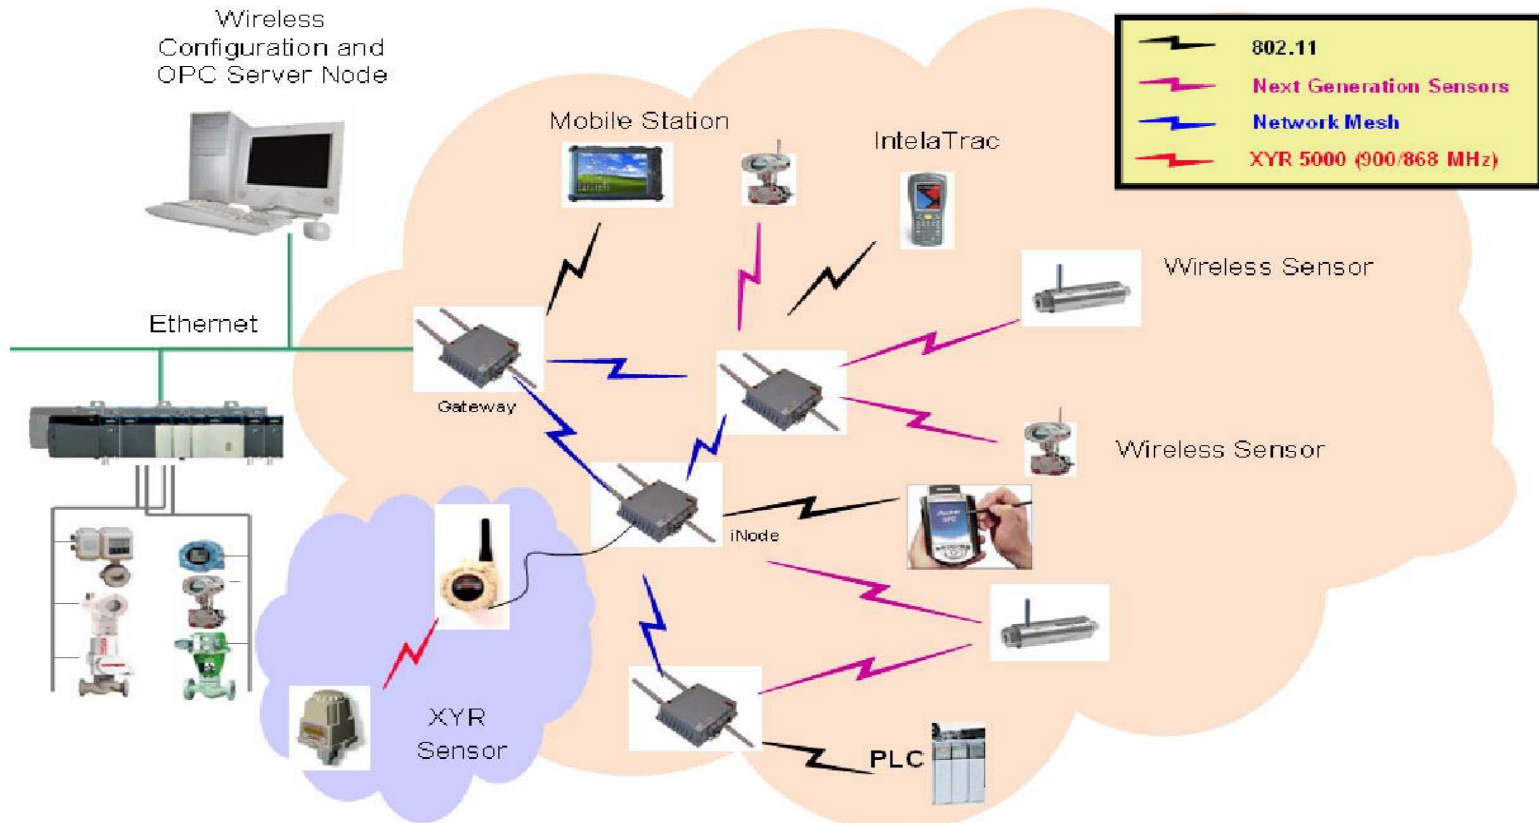 Wireless
Configuration and
OPC Server Node
802.11
Next Generation Sensors
Network Mesh
XYR 5000 (900/868 MHz)
Mobile Station
IntelaTrac
Wireless Sensor
Ethernet
Gateway
Wireless Sensor
iNode
XYR
Sensor
PLC